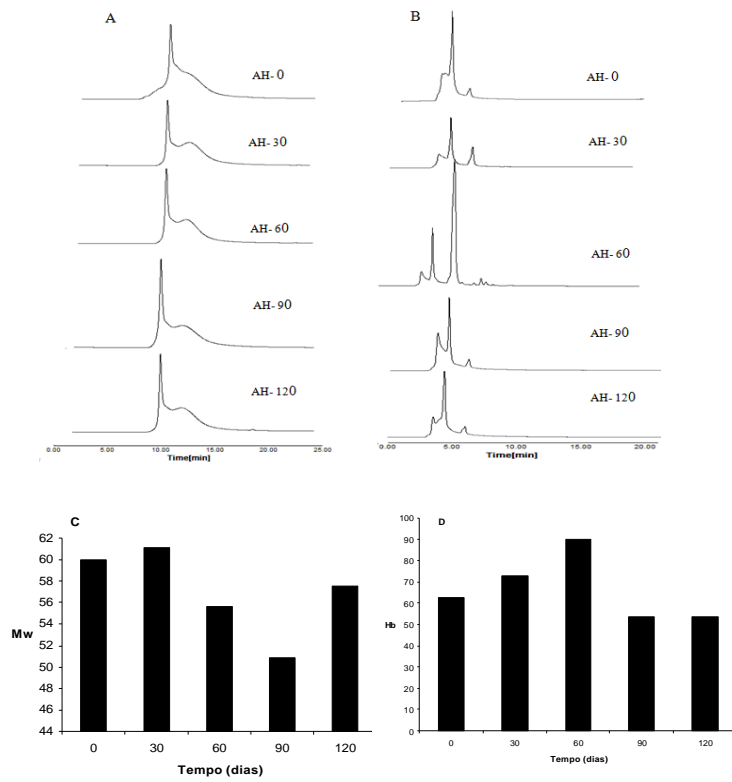 A
AH- 0
AH- 30
AH- 60
AH- 90
AH- 120
0.00 5.00 10.00 15.00 20.00 25.00
Time[min]
B
AH- 0
AH- 30
AH- 60
AH- 90
AH- 120
0.00 5.00 10.00 15.00 20.00
Time[min]
C
62
60
58
56
54
52
50
48
46
44
Mw
0 30 60 90 120
Tempo (dias)
D
100
90
80
70
60
50
40
30
20
10
0
Hb
0 30 60 90 120
Tempo (dias)